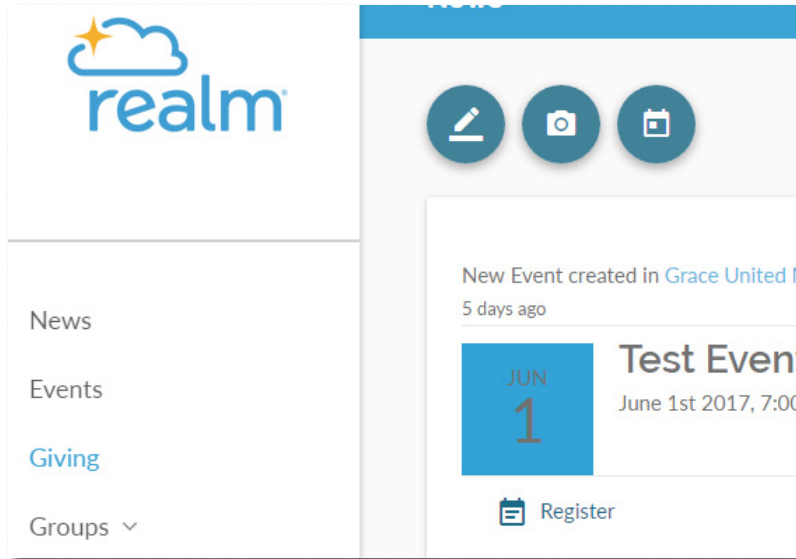 realm
News
Events
Giving
Groups
New Event created in Grace United
5 days ago
JUN
1
Test Event
June 1st 2017, 7:00
Register